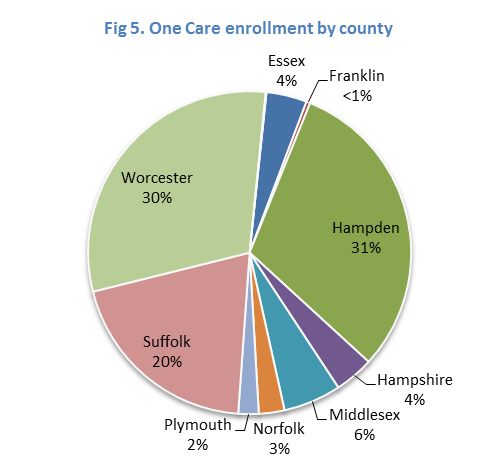 Fig 5. One Care enrollment by county
Essex
4%
Franklin
<1%
Hampden
31%
Hampshire
4%
Middlesex
6%
Norfolk
3%
Plymouth
2%
Suffolk
20%
Worcester
30%